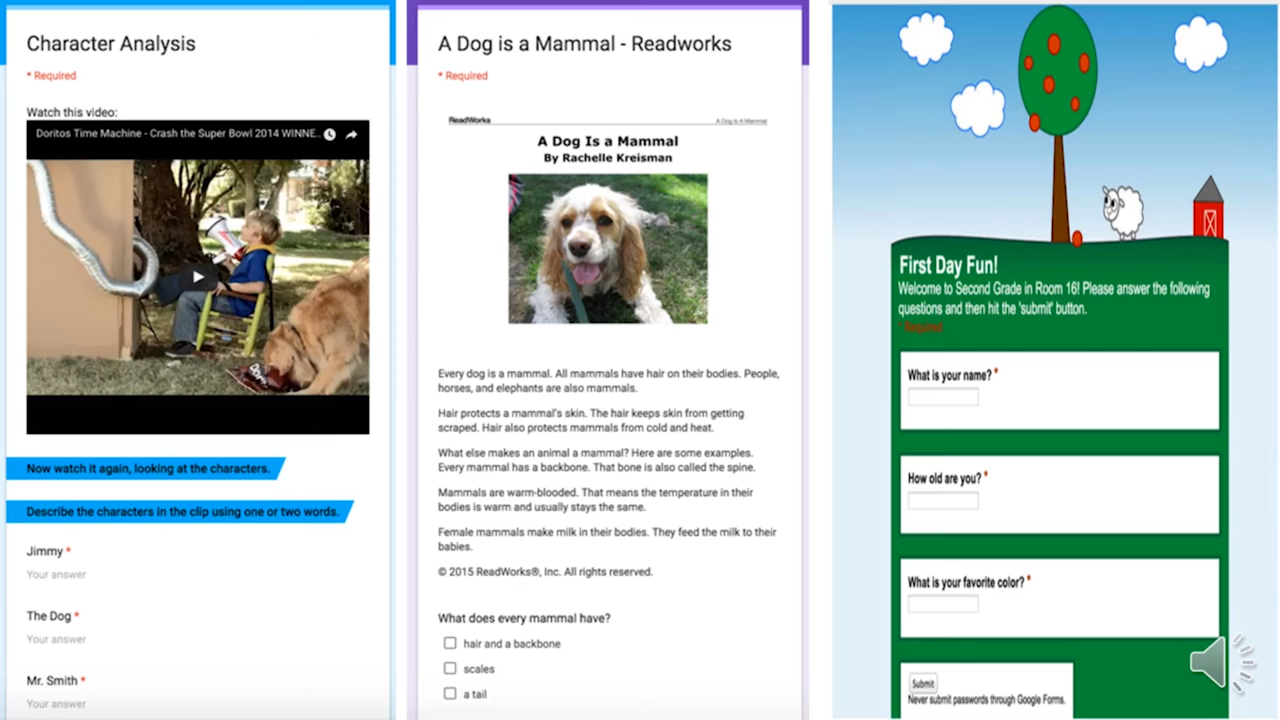 Character Analysis
* Required
Watch this video:
Doritos Time Machine - Crash the Super Bowl 2014 WINNE...
Now watch it again, looking at the characters.
Describe the characters in the clip using one or two words.
Jimmy *
Your answer
The Dog *
Your answer
Mr. Smith *
Your answer
A Dog is a Mammal - Readworks
* Required
ReadWorks
A Dog Is A Mammal
A Dog Is a Mammal
By Rachelle Kreisman
Every dog is a mammal. All mammals have hair on their bodies. People,
horses, and elephants are also mammals.
Hair protects a mammal's skin. The hair keeps skin from getting
scraped. Hair also protects mammals from cold and heat.
What else makes an animal a mammal? Here are some examples.
Every mammal has a backbone. That bone is also called the spine.
Mammals are warm-blooded. That means the temperature in their
bodies is warm and usually stays the same.
Female mammals make milk in their bodies. They feed the milk to their
babies.
© 2015 ReadWorks®, Inc. All rights reserved.
What does every mammal have?
hair and a backbone
scales
a tail
First Day Fun!
Welcome to Second Grade in Room 16! Please answer the following
questions and then hit the 'submit' button.
* Required
What is your name? *
How old are you? *
What is your favorite color? *
Submit
Never submit passwords through Google Forms.